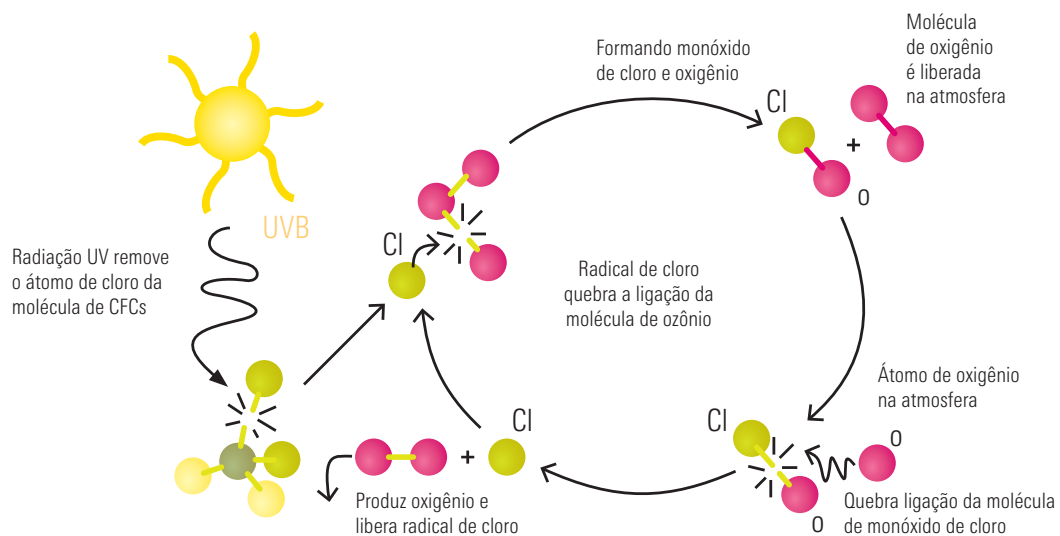 UVB
Radiação UV remove
o átomo de cloro da
molécula de CFCs
Cl
Formando monóxido
de cloro e oxigênio
Cl
+
O
Molécula
de oxigênio
é liberada
na atmosfera
Radical de cloro
quebra a ligação da
molécula de ozônio
Átomo de oxigênio
na atmosfera
O
Cl
O
Quebra ligação da molécula
de monóxido de cloro
Cl
+
Produz oxigênio e
libera radical de cloro